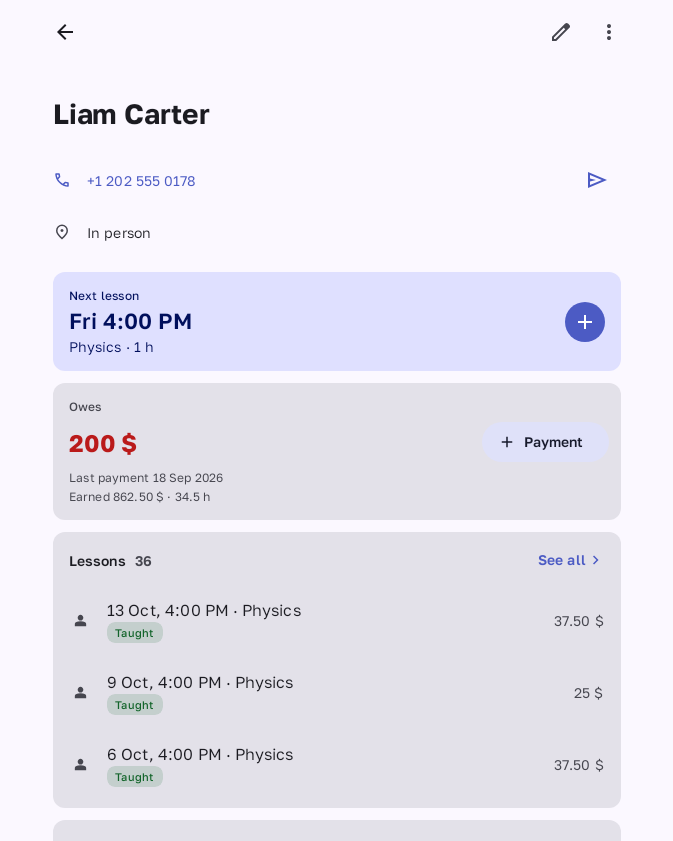 Liam Carter
+1 202 555 0178
In person
Next lesson
Fri 4:00 PM
Physics · 1 h
Owes
200 $
Payment
Last payment 18 Sep 2026
Earned 862.50 $ · 34.5 h
Lessons 36
See all
13 Oct, 4:00 PM · Physics
Taught
37.50 $
9 Oct, 4:00 PM · Physics
Taught
25 $
6 Oct, 4:00 PM · Physics
Taught
37.50 $